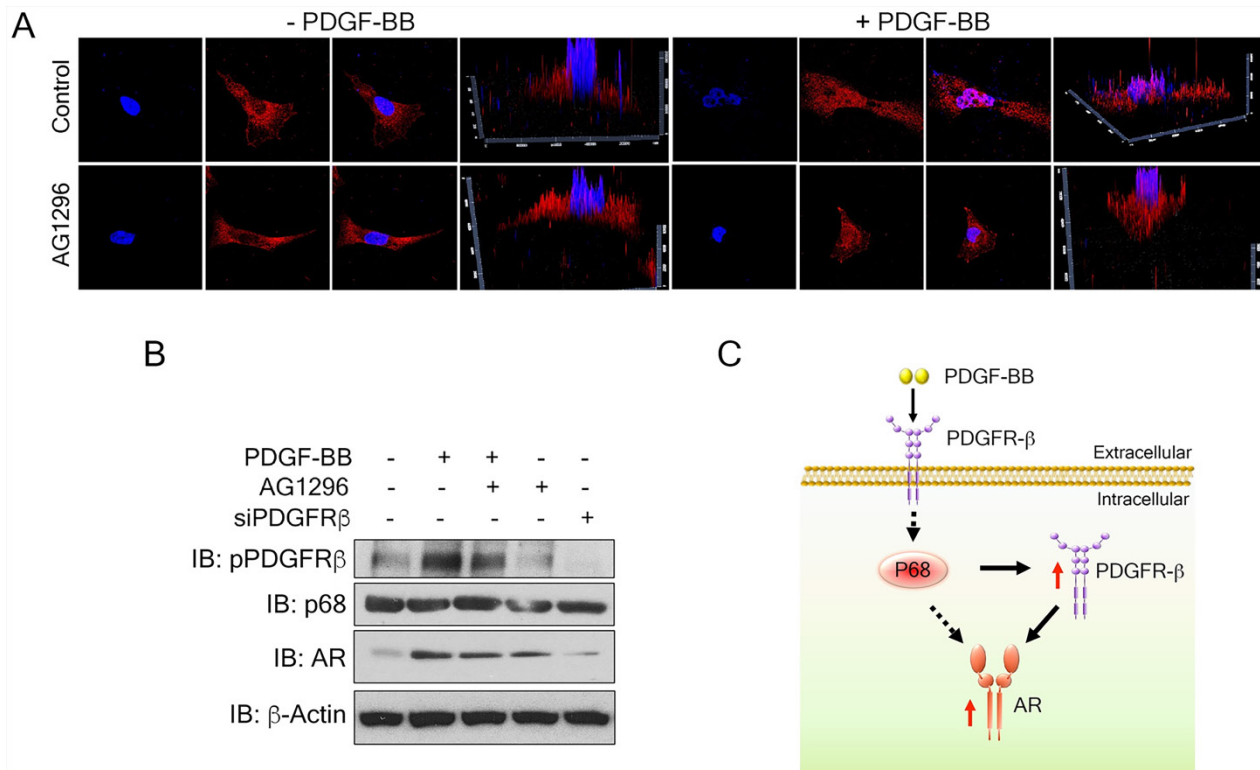 A
- PDGF-BB
+ PDGF-BB
Control
AG1296
B
PDGF-BB - + + - -
AG1296 - - + + -
siPDGFRβ - - - - +
IB: pPDGFRβ
IB: p68
IB: AR
IB: β-Actin
C
PDGF-BB
PDGFR-β
Extracellular
Intracellular
P68
PDGFR-β
AR